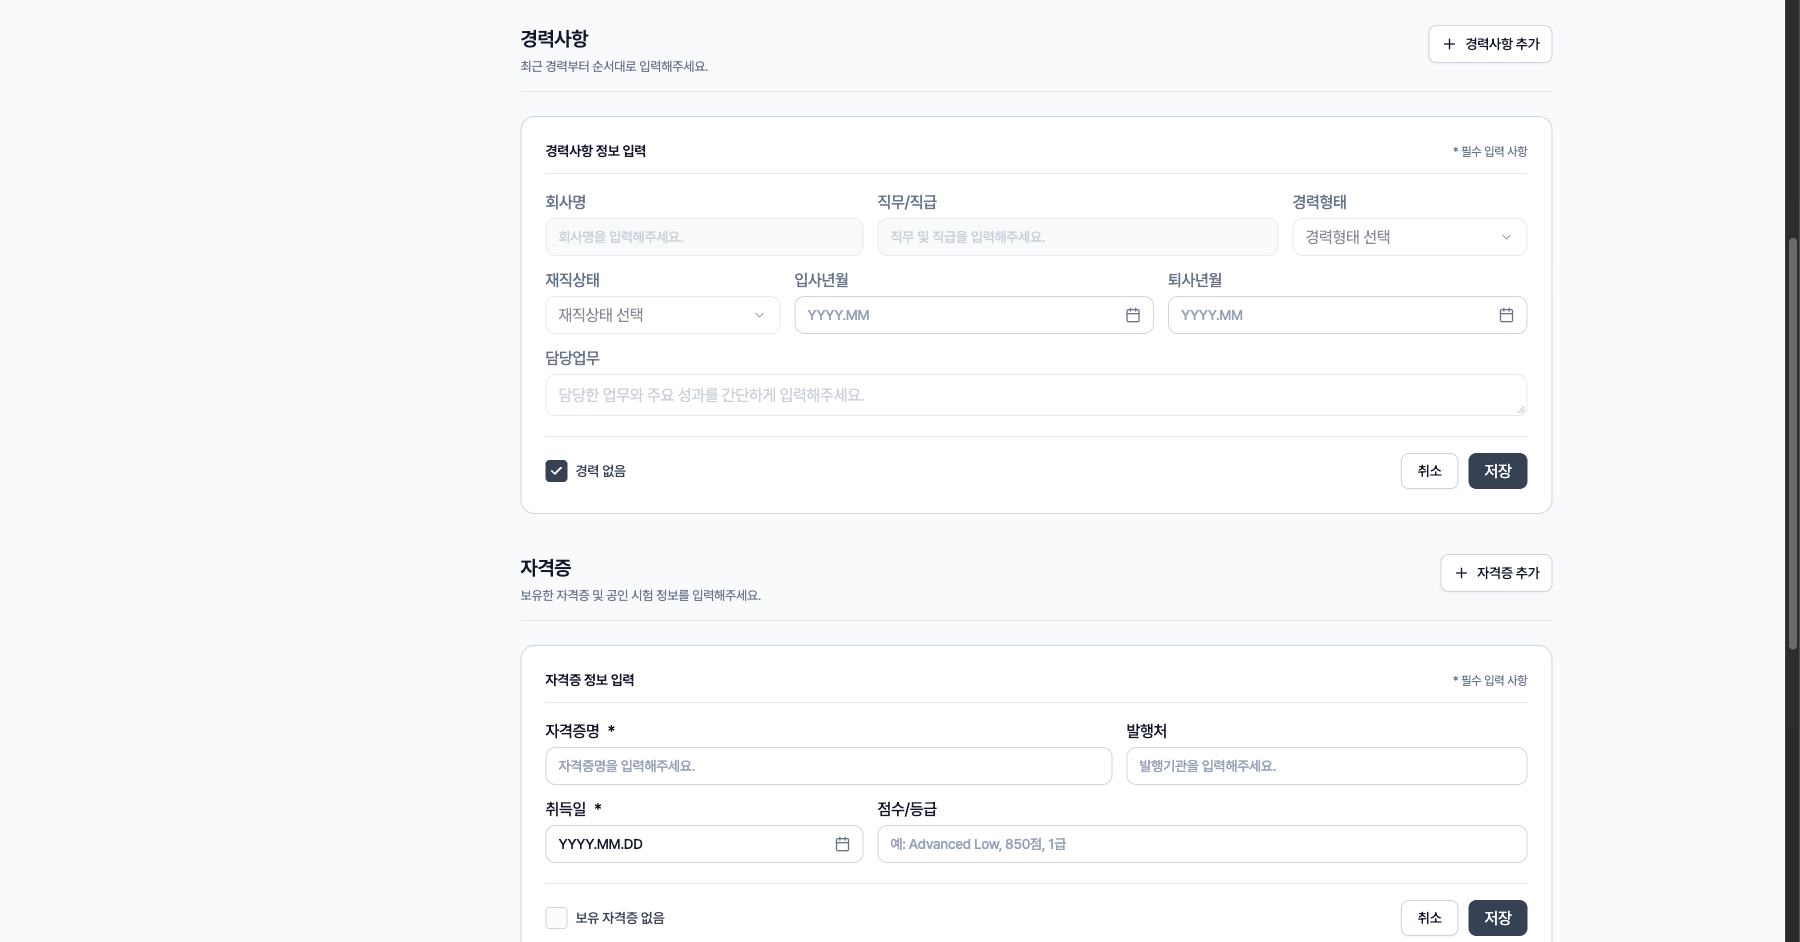 경력사항
+ 경력사항 추가
최근 경력부터 순서대로 입력해주세요.
경력사항 정보 입력
* 필수 입력 사항
회사명
직무/직급
경력형태
회사명을 입력해주세요.
직무 및 직급을 입력해주세요.
경력형태 선택
재직상태
입사년월
퇴사년월
재직상태 선택
YYYY.MM
YYYY.MM
담당업무
담당한 업무와 주요 성과를 간단하게 입력해주세요.
경력 없음
취소
저장
자격증
+ 자격증 추가
보유한 자격증 및 공인 시험 정보를 입력해주세요.
자격증 정보 입력
* 필수 입력 사항
자격증명 *
발행처
자격증명을 입력해주세요.
발행기관을 입력해주세요.
취득일 *
점수/등급
YYYY.MM.DD
예: Advanced Low, 850점, 1급
보유 자격증 없음
취소
저장